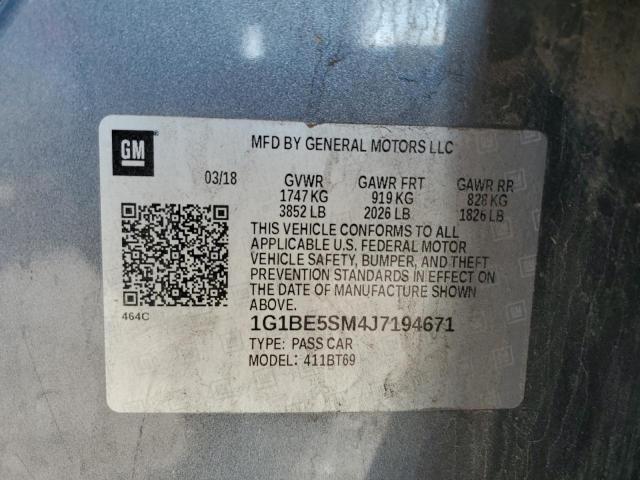 GM
MFD BY GENERAL MOTORS LLC
03/18 GVWR GAWR FRT GAWR RR
1747 KG 919 KG 828 KG
3852 LB 2026 LB 1826 LB
THIS VEHICLE CONFORMS TO ALL
APPLICABLE U.S. FEDERAL MOTOR
VEHICLE SAFETY, BUMPER, AND THEFT
PREVENTION STANDARDS IN EFFECT ON
THE DATE OF MANUFACTURE SHOWN
ABOVE.
464C
1G1BE5SM4J7194671
TYPE: PASS CAR
MODEL: 411BT69